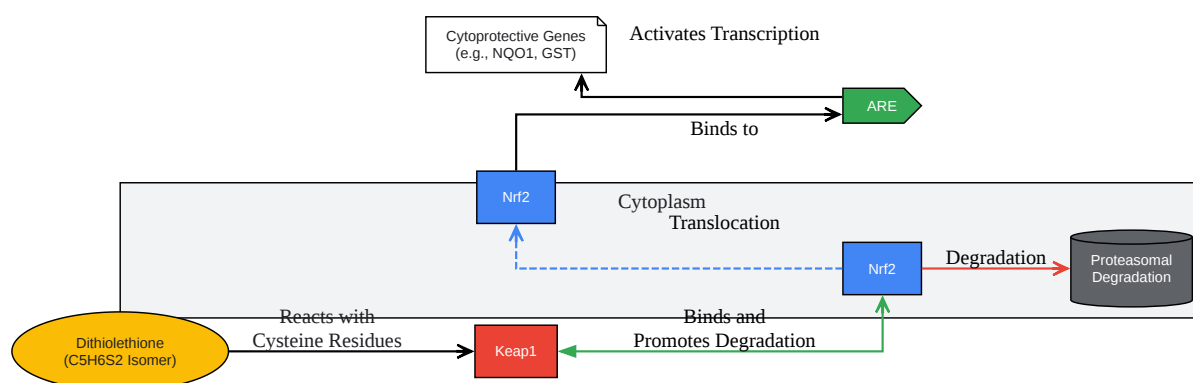 Cytoprotective Genes
(e.g., NQO1, GST)
Activates Transcription
ARE
Binds to
Nrf2
Cytoplasm
Translocation
Nrf2
Degradation
Proteasomal
Degradation
Reacts with
Cysteine Residues
Binds and
Promotes Degradation
Dithiolethione
(C5H6S2 Isomer)
Keap1